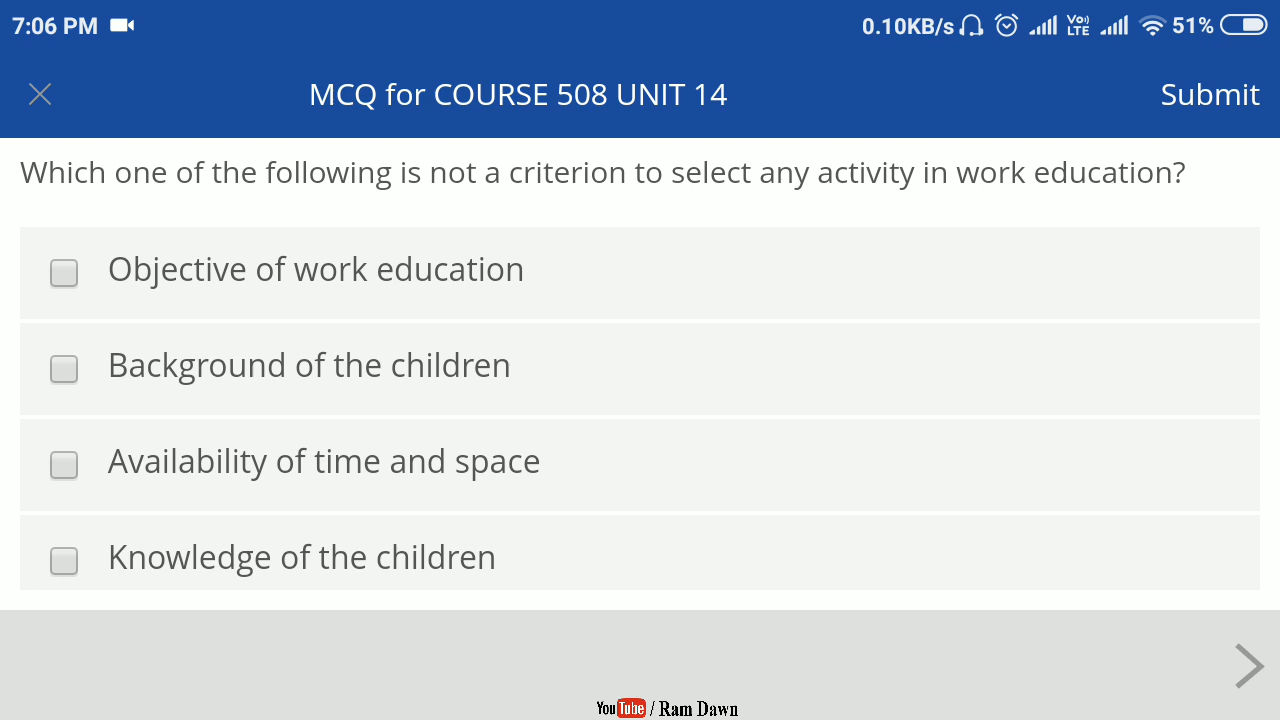 7:06 PM 0.10KB/s Vo LTE 51%
MCQ for COURSE 508 UNIT 14 Submit
Which one of the following is not a criterion to select any activity in work education?
Objective of work education
Background of the children
Availability of time and space
Knowledge of the children
YouTube / Ram Dawn